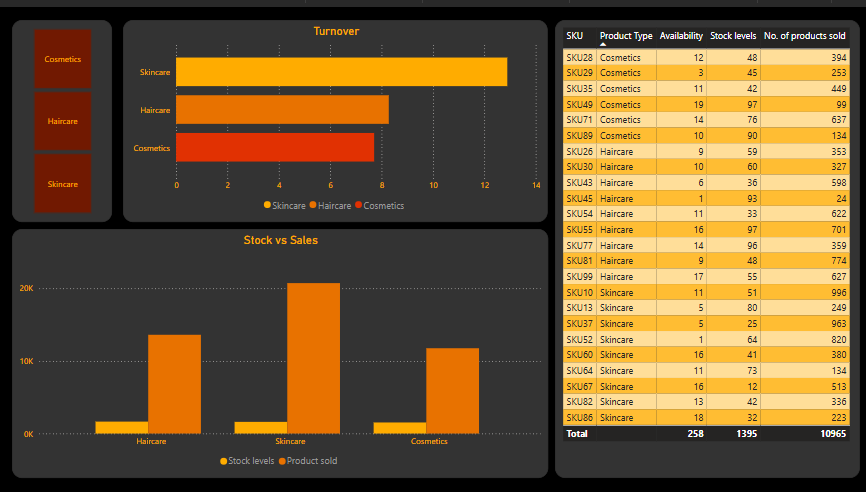 Cosmetics
Haircare
Skincare
Turnover
Skincare
Haircare
Cosmetics
0 2 4 6 8 10 12 14
Skincare Haircare Cosmetics
Stock vs Sales
20K
10K
0K
Haircare Skincare Cosmetics
Stock levels Product sold
SKU Product Type Availability Stock levels No. of products sold
SKU28 Cosmetics 12 48 394
SKU29 Cosmetics 3 45 253
SKU35 Cosmetics 11 42 449
SKU49 Cosmetics 19 97 99
SKU71 Cosmetics 14 76 637
SKU89 Cosmetics 10 90 134
SKU26 Haircare 9 59 353
SKU30 Haircare 10 60 327
SKU43 Haircare 6 36 598
SKU45 Haircare 1 93 24
SKU54 Haircare 11 33 622
SKU55 Haircare 16 97 701
SKU77 Haircare 14 96 359
SKU81 Haircare 9 48 774
SKU99 Haircare 17 55 627
SKU10 Skincare 11 51 996
SKU13 Skincare 5 80 249
SKU37 Skincare 5 25 963
SKU52 Skincare 1 64 820
SKU60 Skincare 16 41 380
SKU64 Skincare 11 73 134
SKU67 Skincare 16 12 513
SKU82 Skincare 13 42 336
SKU86 Skincare 18 32 223
Total 258 1395 10965